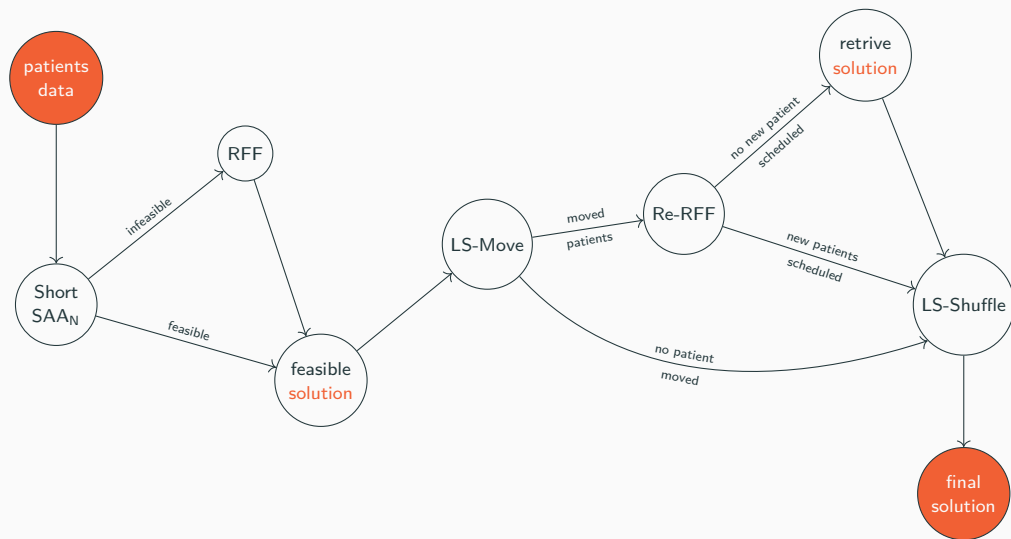 patients
data
Short
SAA_N
infeasible
feasible
RFF
feasible
solution
LS-Move
moved
patients
no patient
moved
Re-RFF
no new patient
scheduled
new patients
scheduled
retrive
solution
LS-Shuffle
final
solution